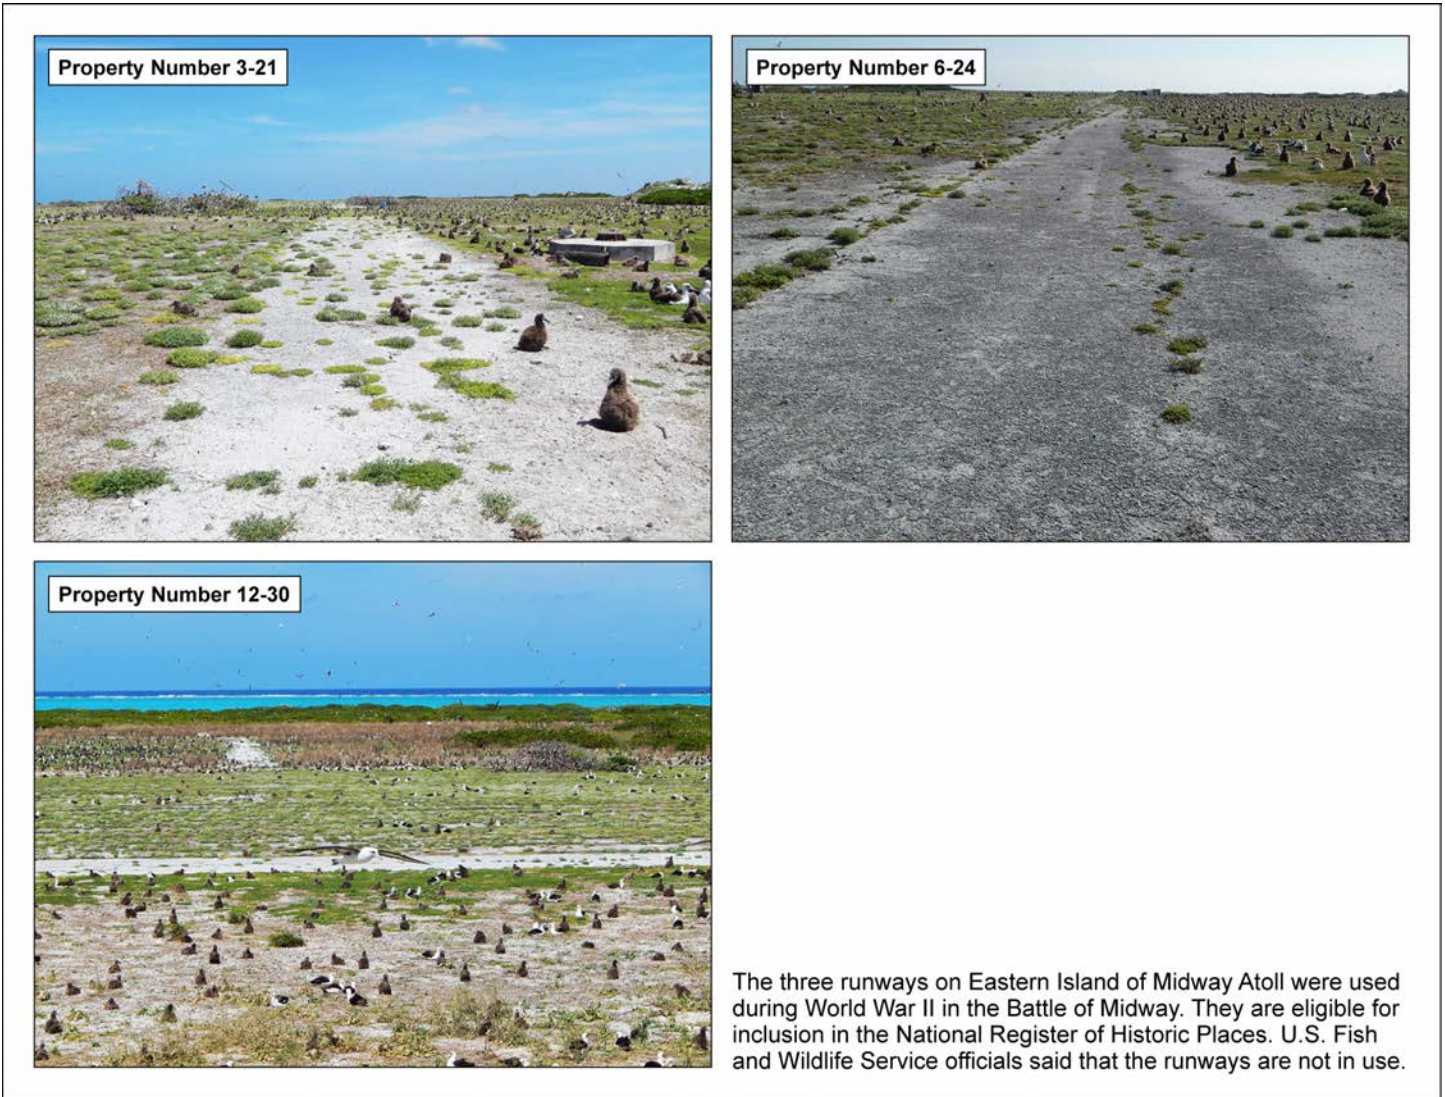 Property Number 3-21
Property Number 6-24
Property Number 12-30
The three runways on Eastern Island of Midway Atoll were used
during World War II in the Battle of Midway. They are eligible for
inclusion in the National Register of Historic Places. U.S. Fish
and Wildlife Service officials said that the runways are not in use.